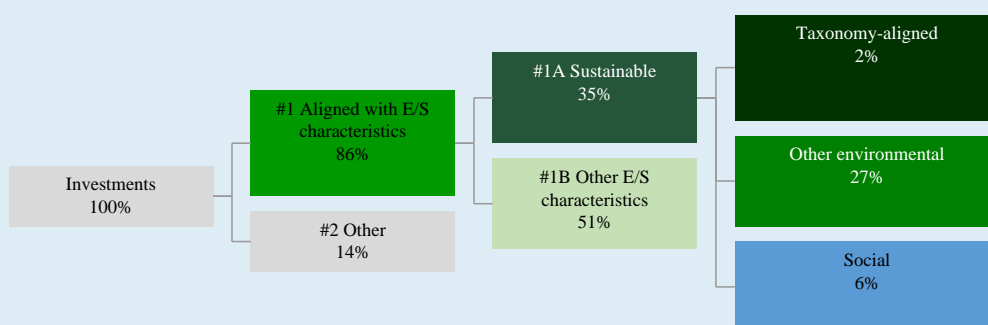 Investments
100%
#1 Aligned with E/S
characteristics
86%
#2 Other
14%
#1A Sustainable
35%
#1B Other E/S
characteristics
51%
Taxonomy-aligned
2%
Other environmental
27%
Social
6%